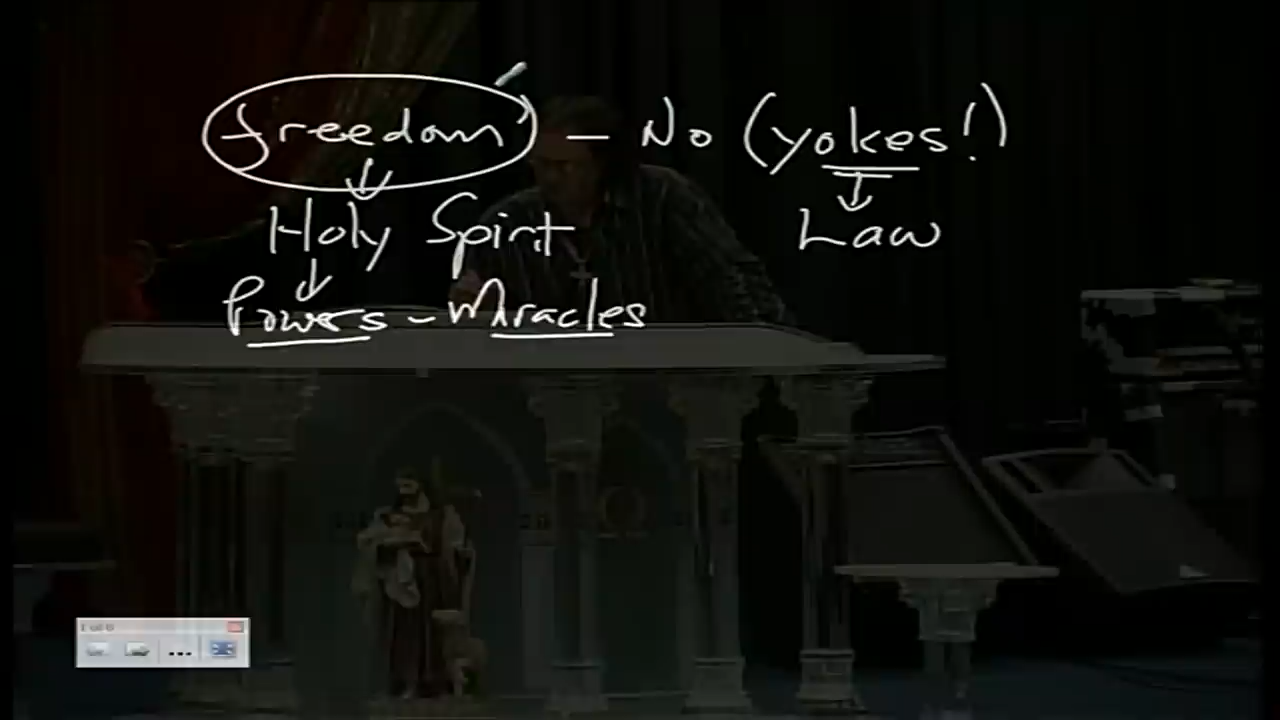 freedom – No (yokes!)
Holy Spirit
Law
Powers – Miracles